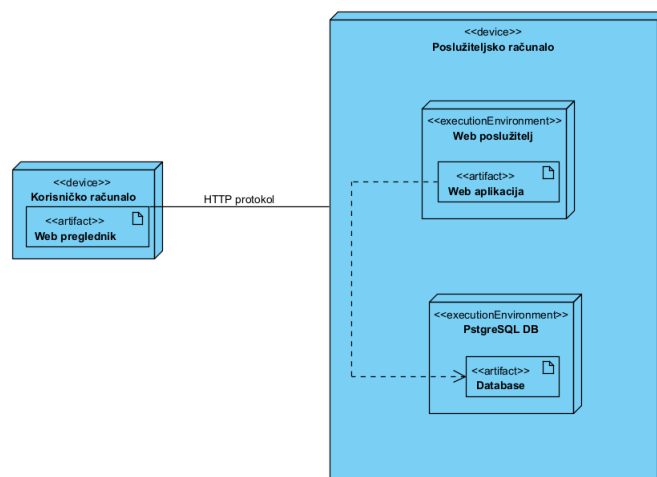 <<device>>
Poslužiteljsko računalo
<<executionEnvironment>>
Web poslužitelj
<<artifact>>
Web aplikacija
<<device>>
Korisničko računalo
<<artifact>>
Web preglednik
HTTP protokol
<<executionEnvironment>>
PstgreSQL DB
<<artifact>>
Database